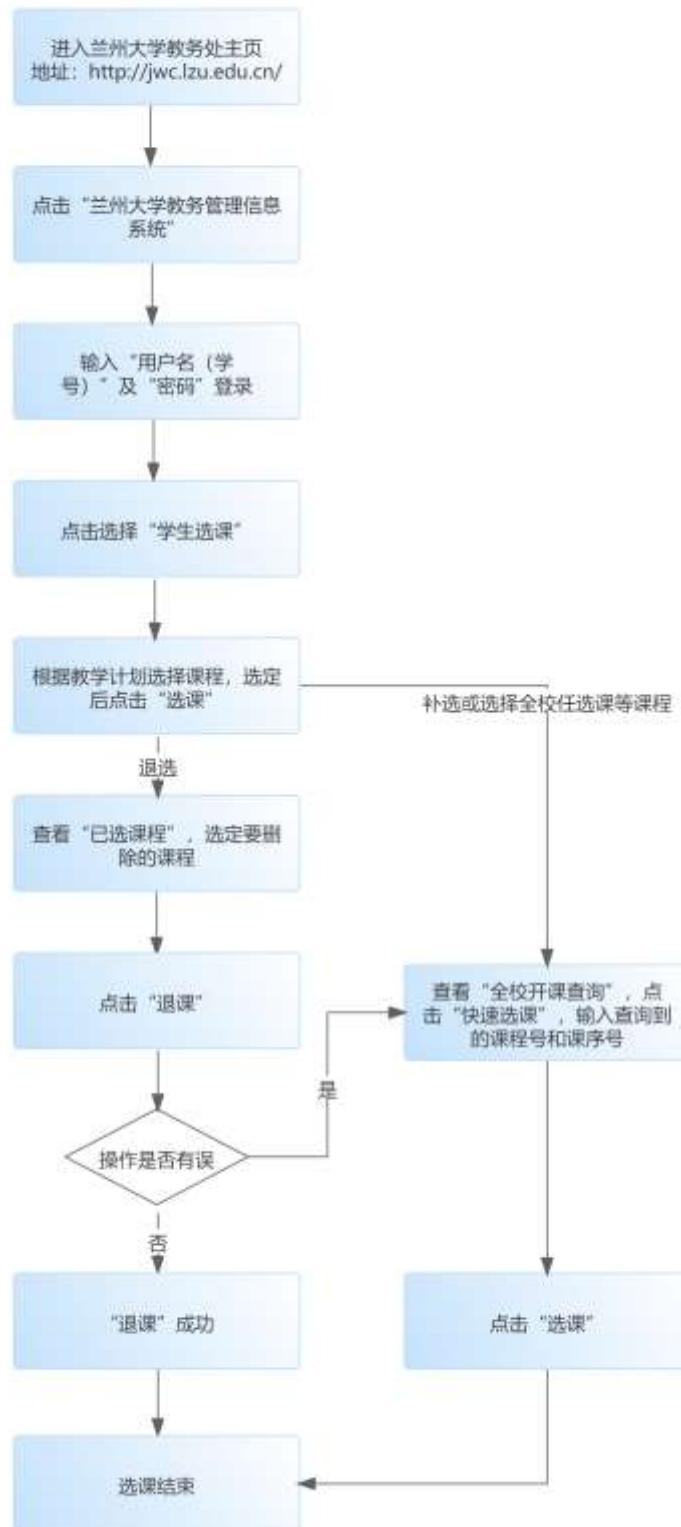 进入兰州大学教务处主页
地址：http://jwc.lzu.edu.cn/
点击“兰州大学教务管理信息
系统”
输入“用户名（学
号）”及“密码”登录
点击选择“学生选课”
根据教学计划选择课程，选定
后点击“选课”
补选或选择全校任选课等课程
退选
查看“已选课程”，选定要删
除的课程
点击“退课”
查看“全校开课查询”，点
击“快速选课”，输入查询到
的课程号和课序号
是
操作是否有误
否
“退课”成功
点击“选课”
选课结束